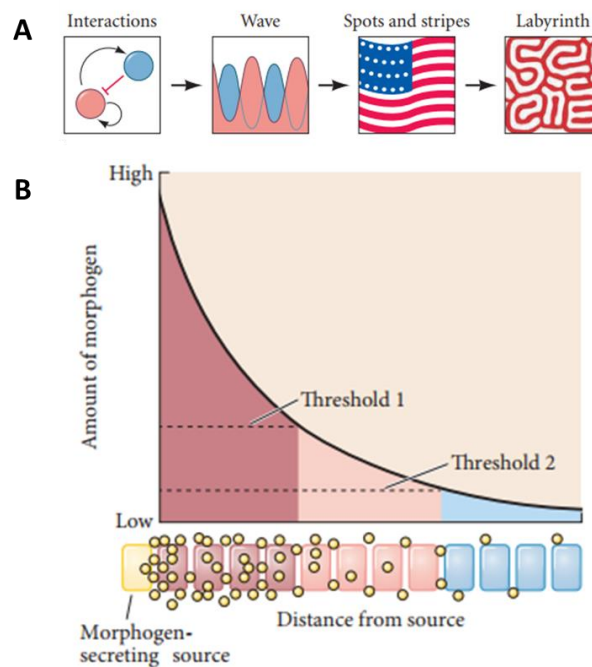 A
Interactions
Wave
Spots and stripes
Labyrinth
B
High
Amount of morphogen
Threshold 1
Threshold 2
Low
Distance from source
Morphogen-
secreting source